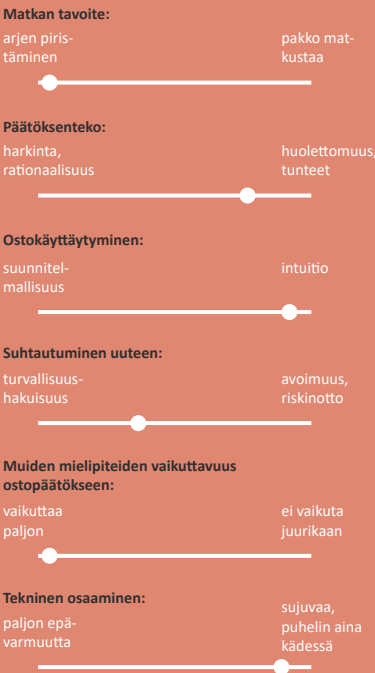 Matkan tavoite:
arjen piris-
täminen
pakko mat-
kustaa
Päätöksenteko:
harkinta,
rationaalisuus
huolettomuus,
tunteet
Ostokäyttäytyminen:
suunnitel-
mallisuus
intuitio
Suhtautuminen uuteen:
turvallisuus-
hakuisuus
avoimuus,
riskinotto
Muiden mielipiteiden vaikuttavuus
ostopäätökseen:
vaikuttaa
paljon
ei vaikuta
juurikaan
Tekninen osaaminen:
paljon epä-
varmuutta
sujuvaa,
puhelin aina
kädessä